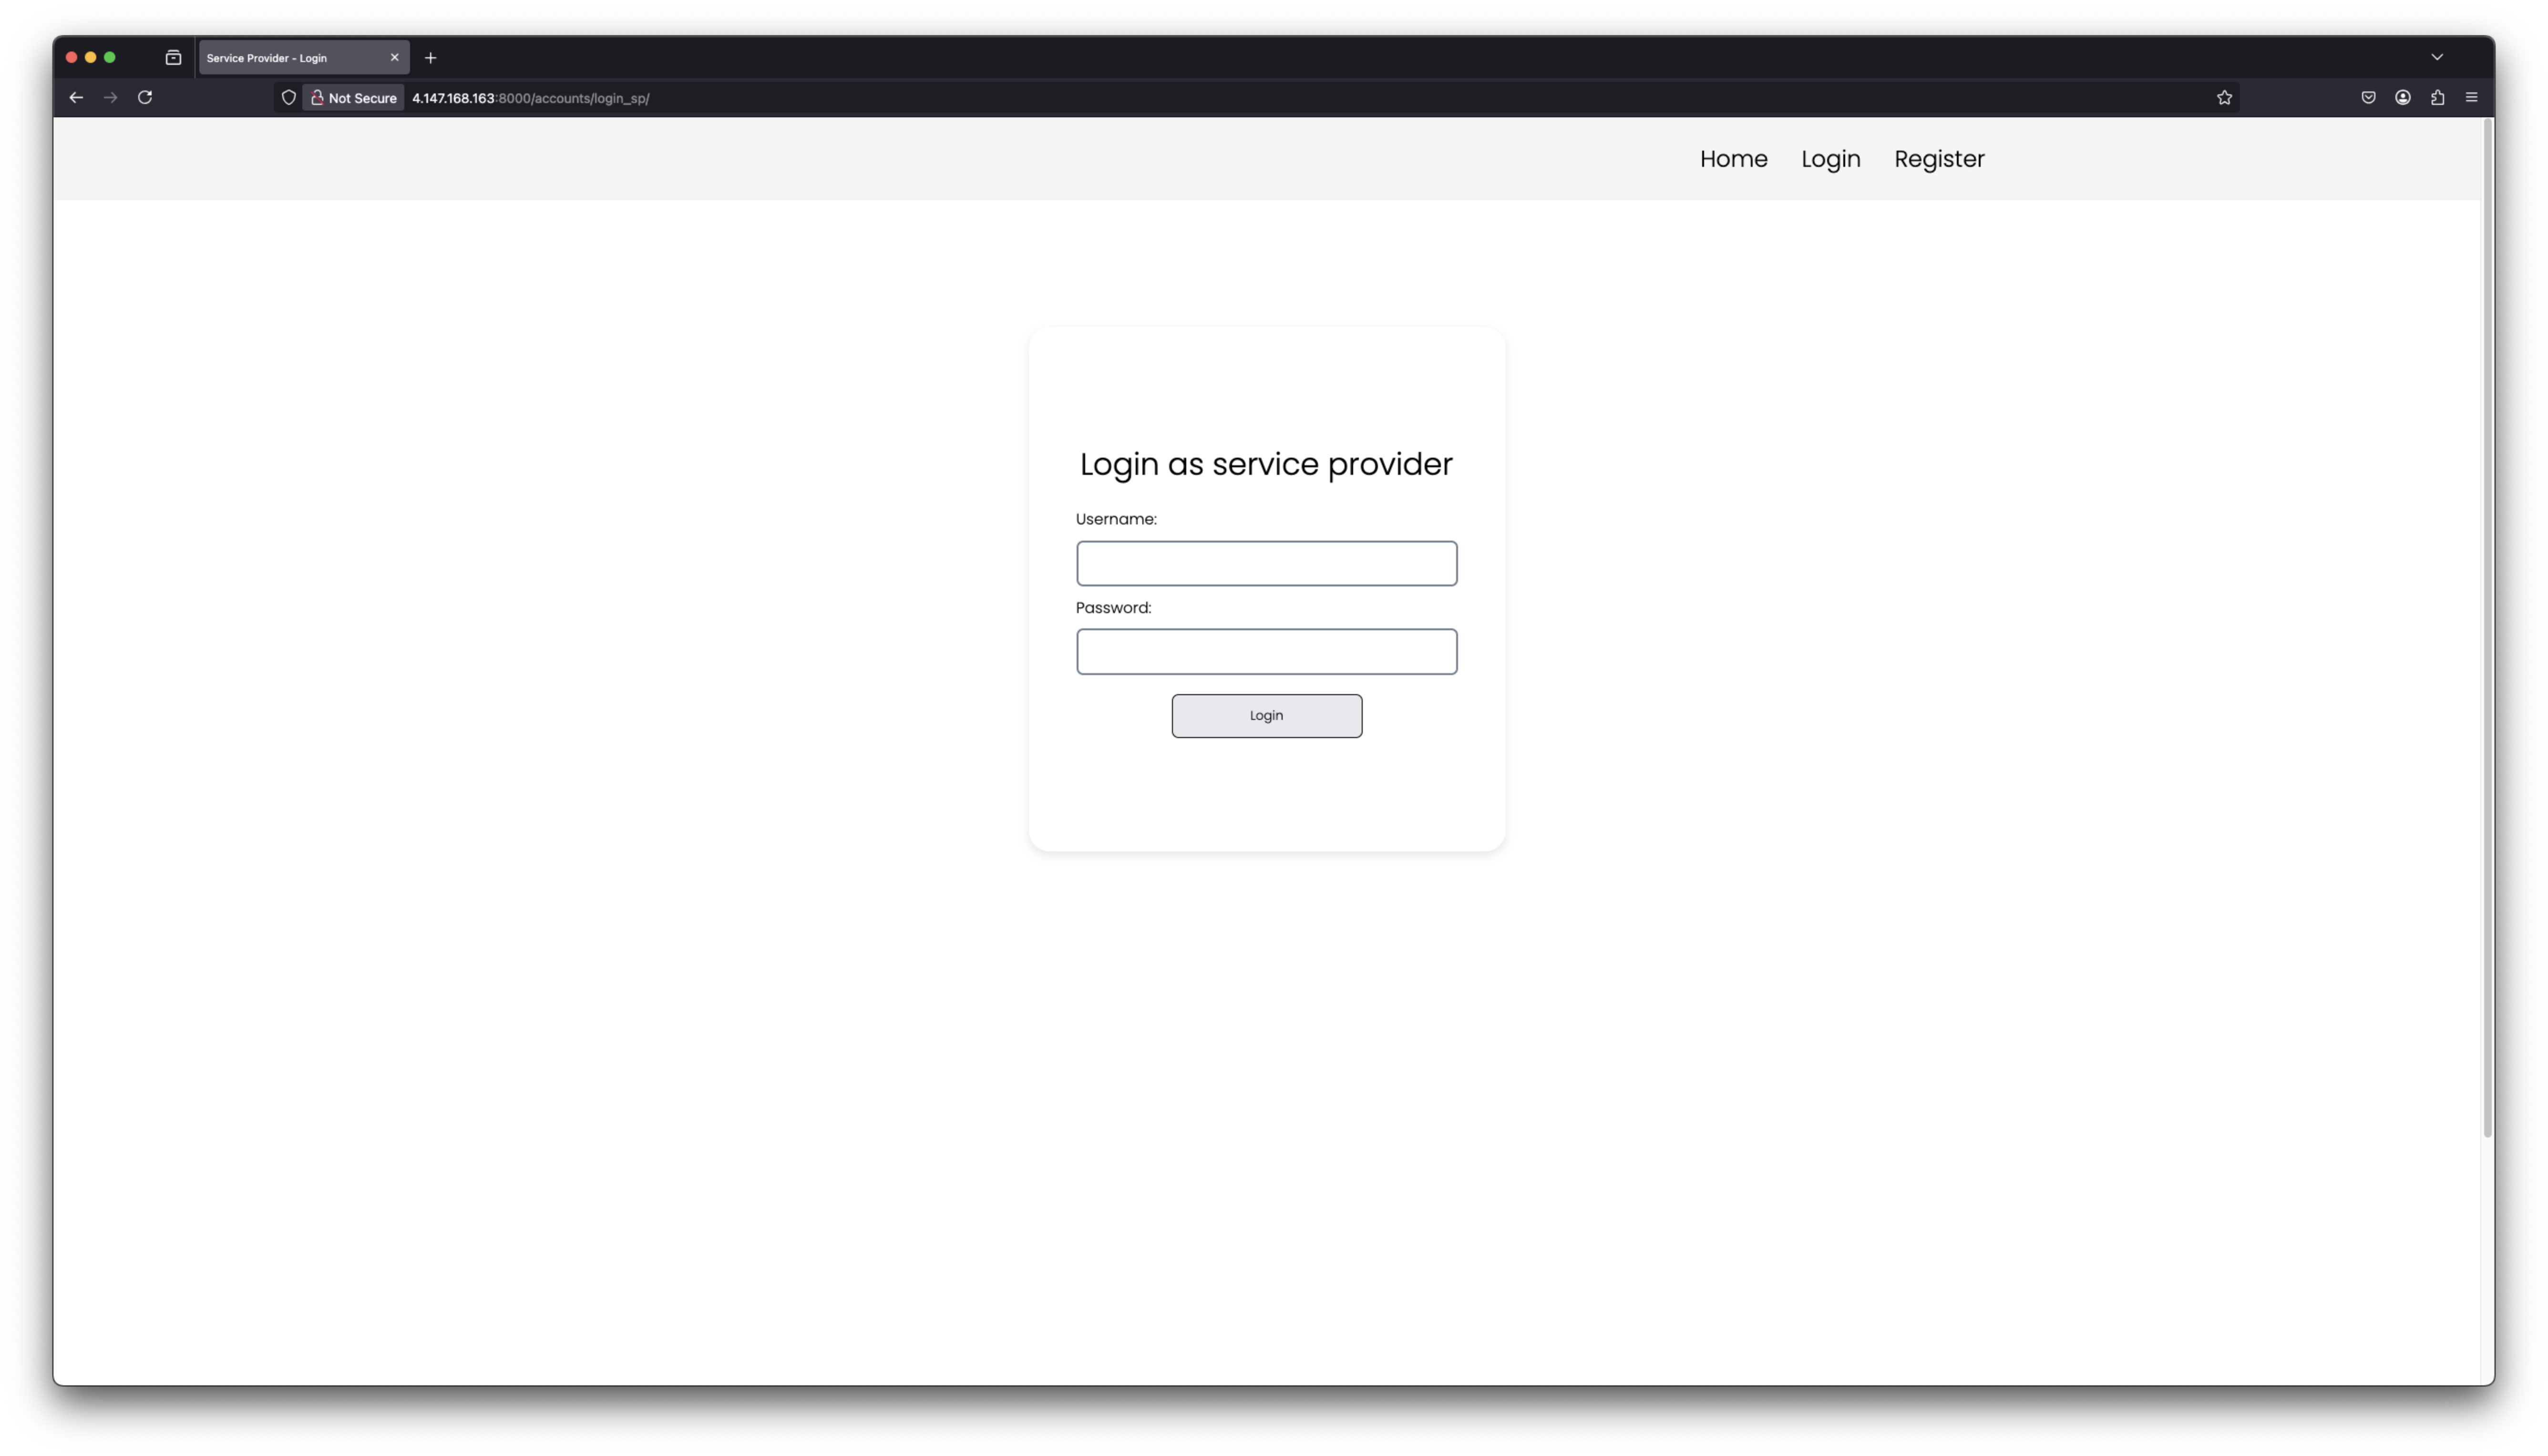 Service Provider - Login
Not Secure 4.147.168.163:8000/accounts/login_sp/
Home Login Register
Login as service provider
Username:
Password:
Login